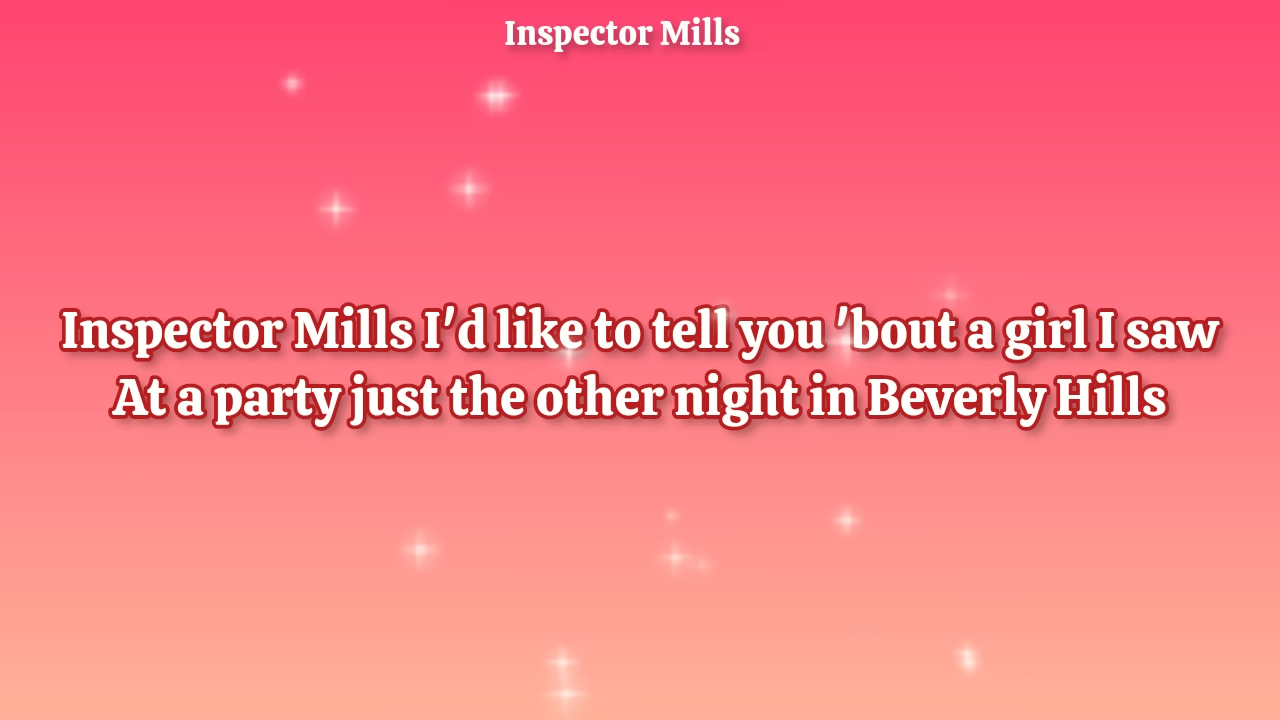 Inspector Mills
Inspector Mills I'd like to tell you 'bout a girl I saw
At a party just the other night in Beverly Hills